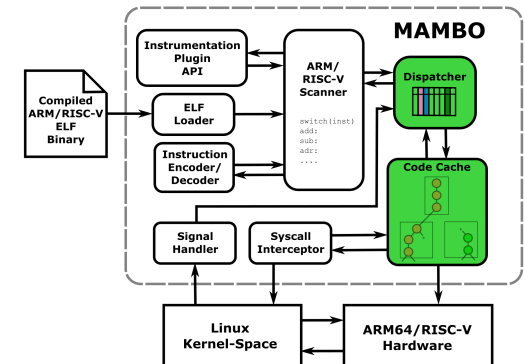 MAMBO
Instrumentation
Plugin
API
ARM/
RISC-V
Scanner
switch(inst)
add:
sub:
adr:
....
Dispatcher
Compiled
ARM/RISC-V
ELF
Binary
ELF
Loader
Instruction
Encoder/
Decoder
Code Cache
Signal
Handler
Syscall
Interceptor
Linux
Kernel-Space
ARM64/RISC-V
Hardware